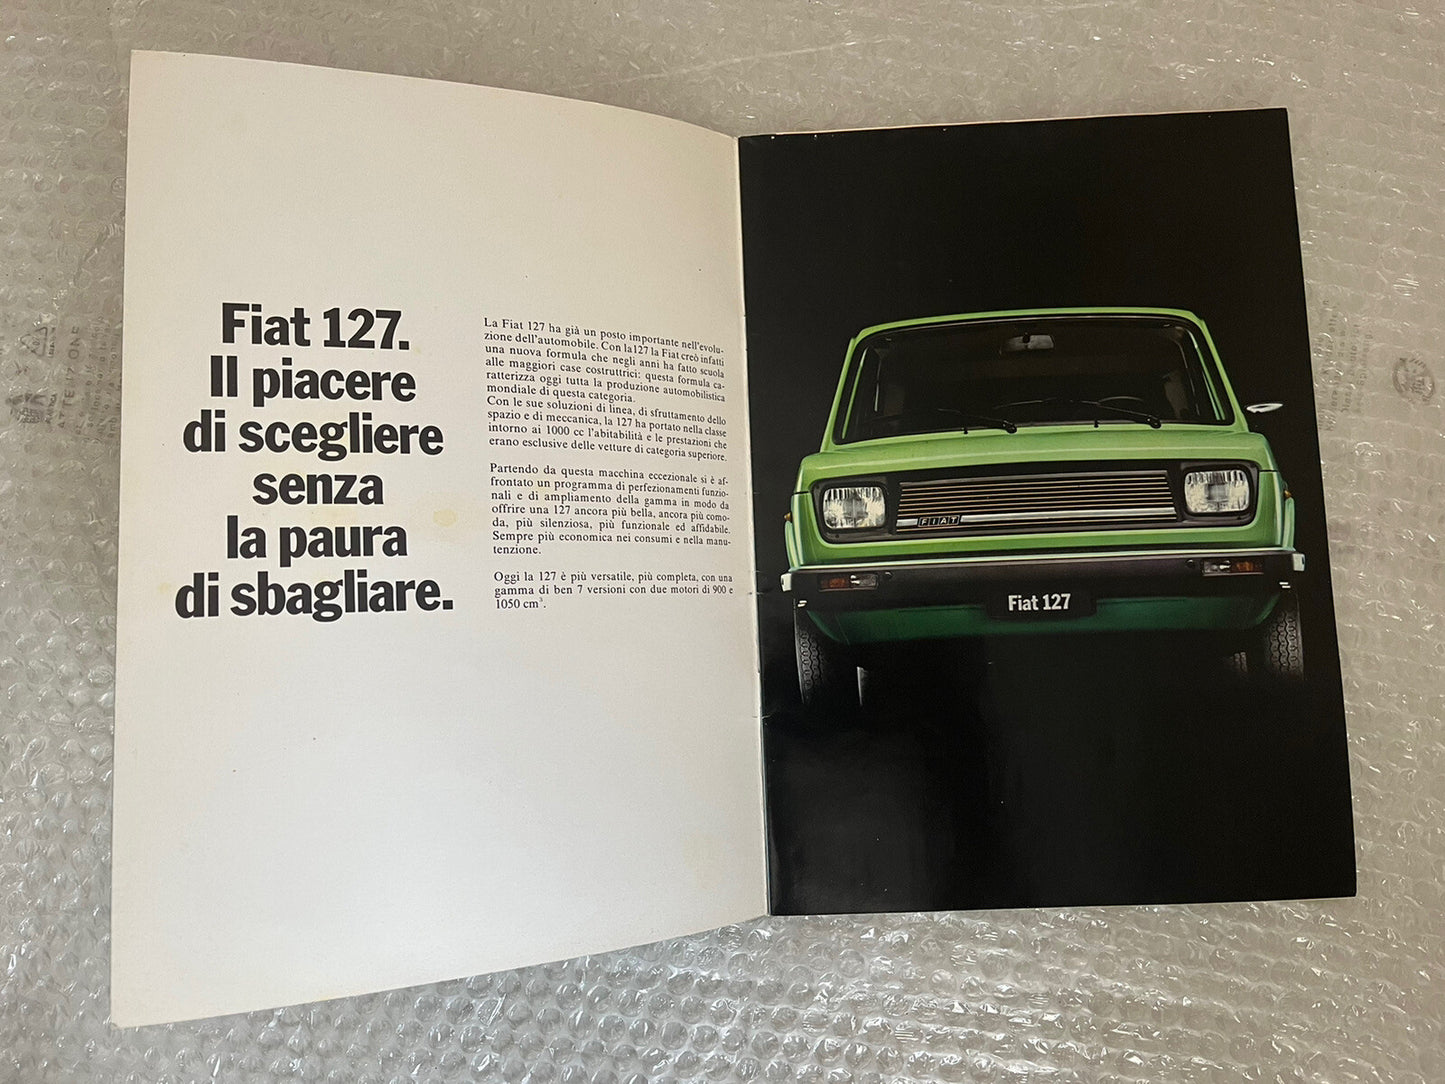 Fiat 127.
Il piacere
di scegliere
senza
la paura
di sbagliare.
La Fiat 127 ha già un posto importante nell'evolu-
zione dell'automobile. Con la 127 la Fiat creò infatti
una nuova formula che negli anni ha fatto scuola
alle maggiori case costruttrici: questa formula ca-
ratterizza oggi tutta la produzione automobilistica
mondiale di questa categoria.
Con le sue soluzioni di linea, di sfruttamento dello
spazio e di meccanica, la 127 ha portato nella classe
intorno ai 1000 cc l'abitabilità e le prestazioni che
erano esclusive delle vetture di categoria superiore.
Partendo da questa macchina eccezionale si è af-
frontato un programma di perfezionamenti funzio-
nali e di ampliamento della gamma in modo da
offrire una 127 ancora più bella, ancora più como-
da, più silenziosa, più funzionale ed affidabile.
Sempre più economica nei consumi e nella manu-
tenzione.
Oggi la 127 è più versatile, più completa, con una
gamma di ben 7 versioni con due motori di 900 e
1050 cm³.
FIAT
Fiat 127